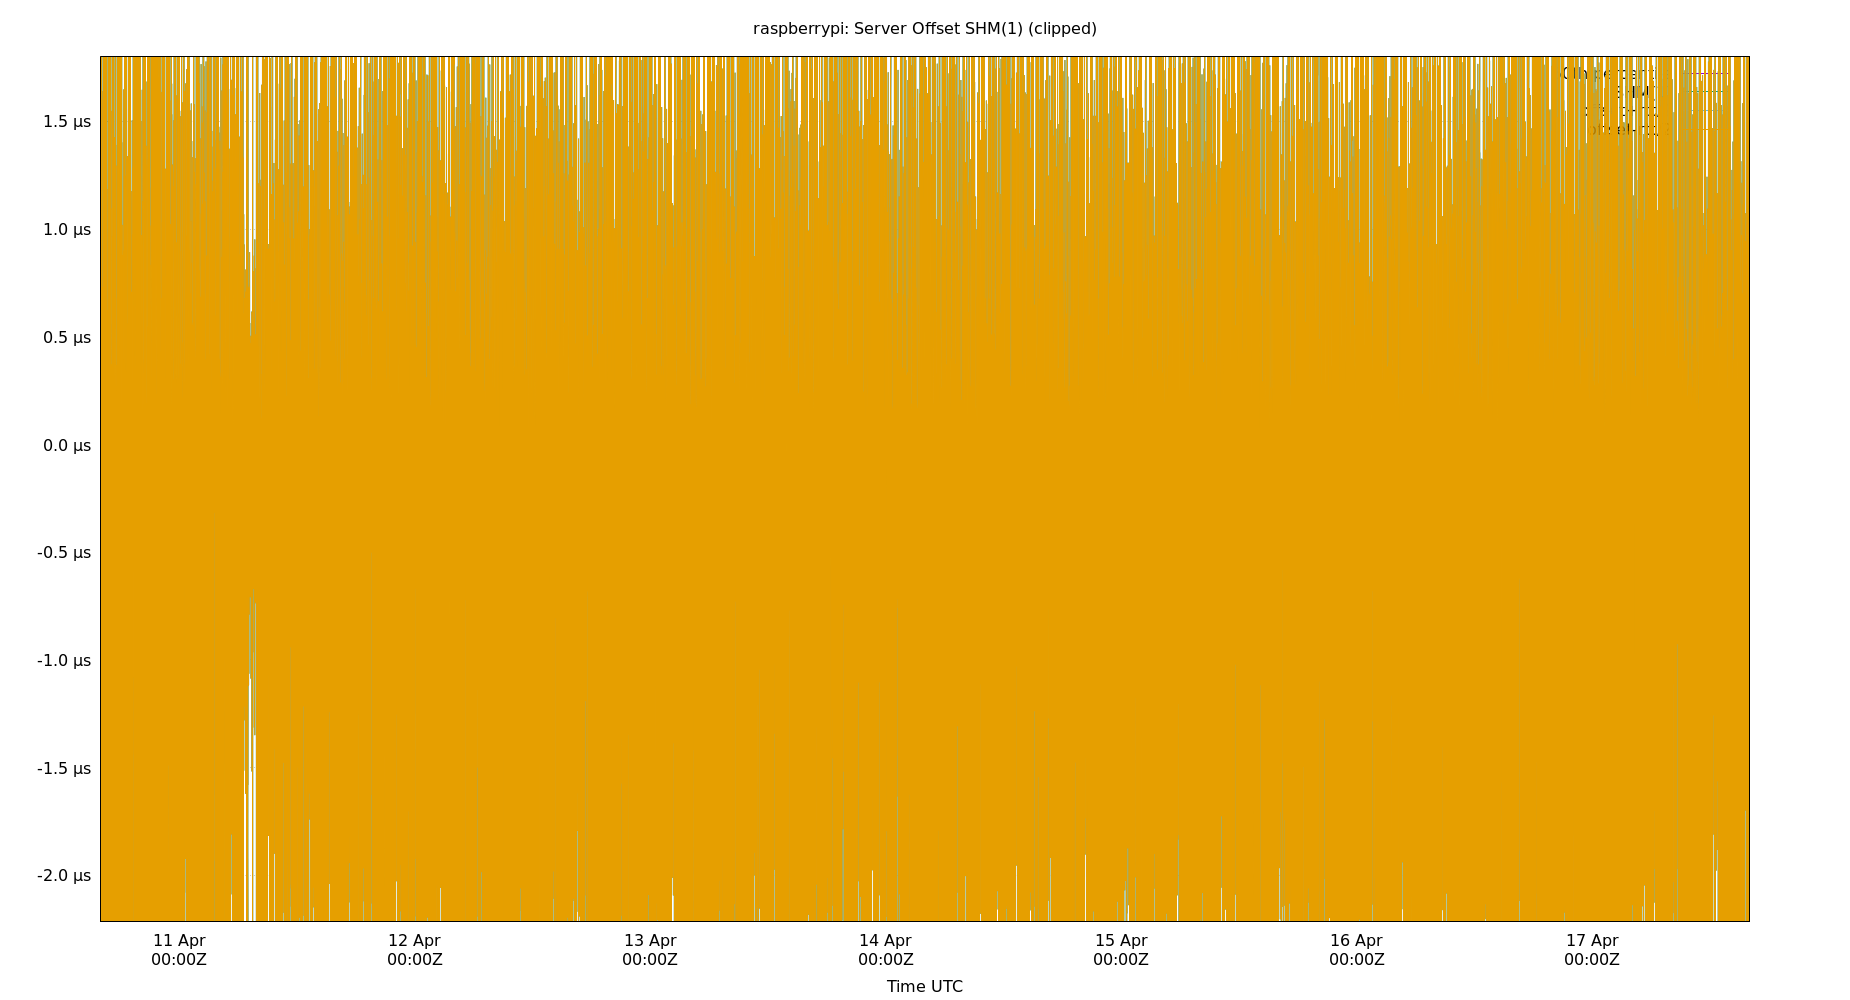 raspberrypi: Server Offset SHM(1) (clipped)
1.5 µs
1.0 µs
0.5 µs
0.0 µs
-0.5 µs
-1.0 µs
-1.5 µs
-2.0 µs
11 Apr 12 Apr 13 Apr 14 Apr 15 Apr 16 Apr 17 Apr
00:00Z 00:00Z 00:00Z 00:00Z 00:00Z 00:00Z 00:00Z
Time UTC